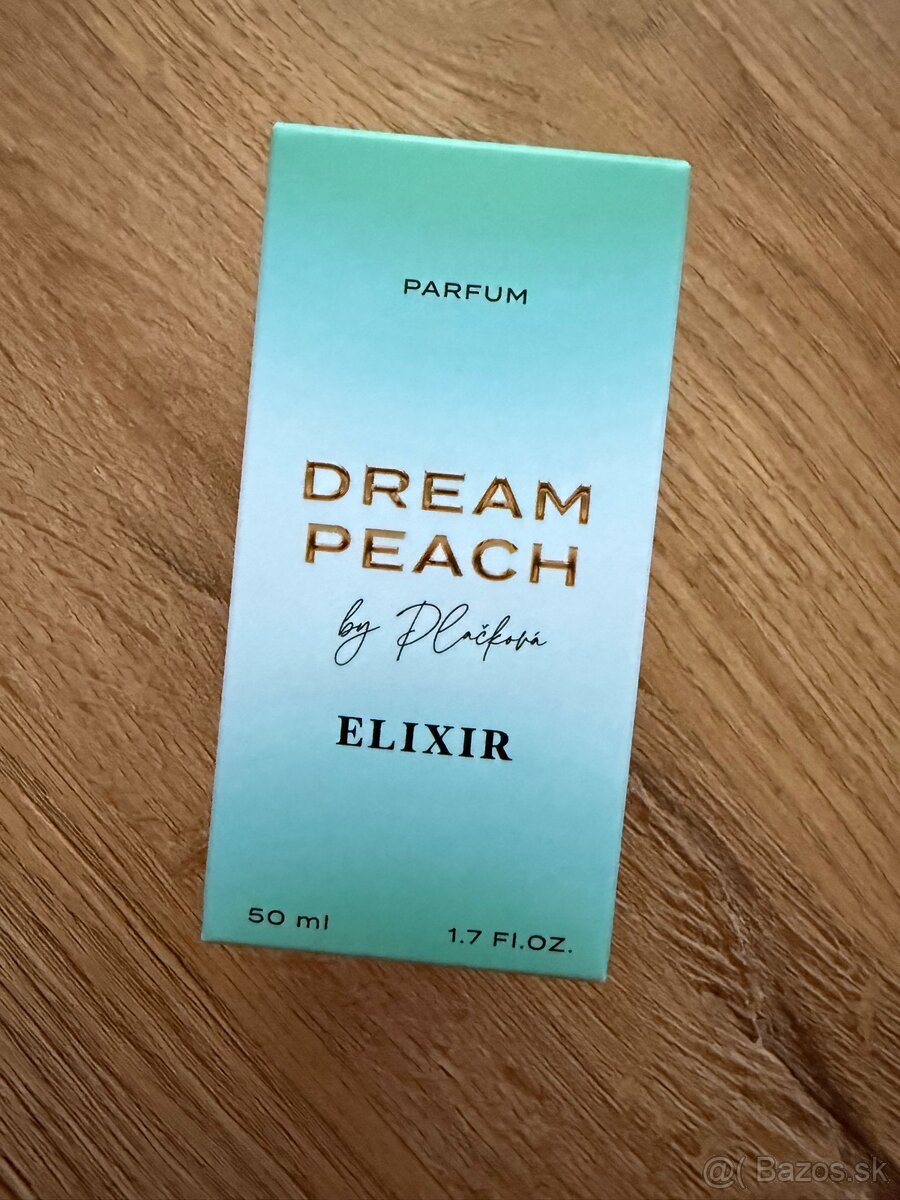 PARFUM
DREAM
PEACH
by Plačková
ELIXIR
50 ml 1.7 Fl.OZ.
@( Bazos.sk